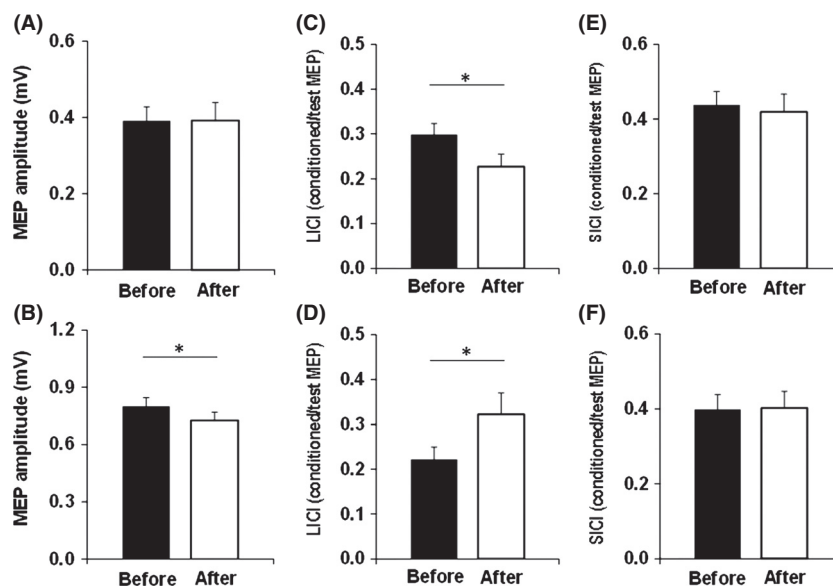 (A)
MEP amplitude (mV)
0.6
0.4
0.2
0.0
Before After
(C)
LICI (conditioned/test MEP)
0.5
0.4
0.3
0.2
0.1
0.0
*
Before After
(E)
SICI (conditioned/test MEP)
0.6
0.4
0.2
0.0
Before After
(B)
MEP amplitude (mV)
1.2
0.9
0.6
0.3
0.0
*
Before After
(D)
LICI (conditioned/test MEP)
0.5
0.4
0.3
0.2
0.1
0.0
*
Before After
(F)
SICI (conditioned/test MEP)
0.6
0.4
0.2
0.0
Before After